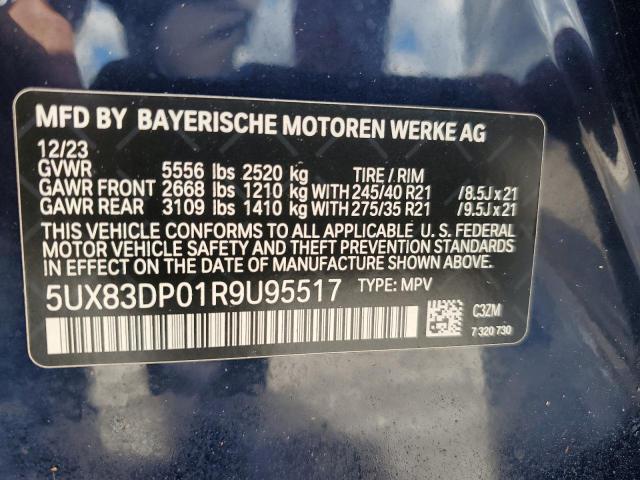 MFD BY BAYERISCHE MOTOREN WERKE AG
12/23
GVWR 5556 lbs 2520 kg TIRE / RIM
GAWR FRONT 2668 lbs 1210 kg WITH 245/40 R21 /8.5J x 21
GAWR REAR 3109 lbs 1410 kg WITH 275/35 R21 /9.5J x 21
THIS VEHICLE CONFORMS TO ALL APPLICABLE U. S. FEDERAL
MOTOR VEHICLE SAFETY AND THEFT PREVENTION STANDARDS
IN EFFECT ON THE DATE OF MANUFACTURE SHOWN ABOVE.
5UX83DP01R9U95517 TYPE: MPV
C3ZM
7 320 730